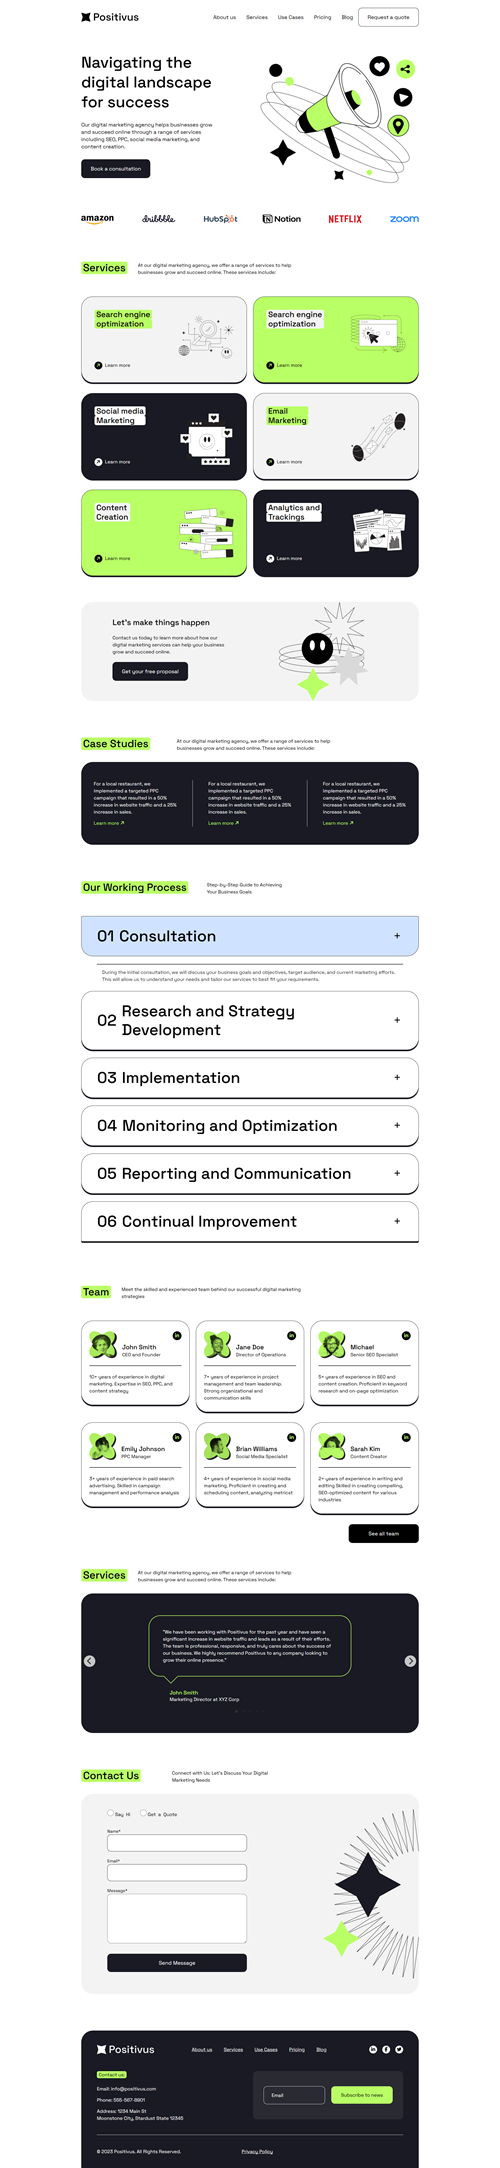 Positivus
About us Services Use Cases Pricing Blog Request a quote
Navigating the
digital landscape
for success
Our digital marketing agency helps businesses grow
and succeed online through a range of services
including SEO, PPC, social media marketing, and
content creation.
Book a consultation
amazon dribbble HubSpot Notion NETFLIX zoom
Services
At our digital marketing agency, we offer a range of services to help
businesses grow and succeed online. These services include:
Search engine
optimization
Learn more
Search engine
optimization
Learn more
Social media
Marketing
Learn more
Email
Marketing
Learn more
Content
Creation
Learn more
Analytics and
Trackings
Learn more
Let's make things happen
Contact us today to learn more about how our
digital marketing services can help your business
grow and succeed online.
Get your free proposal
Case Studies
At our digital marketing agency, we offer a range of services to help
businesses grow and succeed online. These services include:
For a local restaurant, we
implemented a targeted PPC
campaign that resulted in a 50%
increase in website traffic and a 25%
increase in sales.
Learn more
For a local restaurant, we
implemented a targeted PPC
campaign that resulted in a 50%
increase in website traffic and a 25%
increase in sales.
Learn more
For a local restaurant, we
implemented a targeted PPC
campaign that resulted in a 50%
increase in website traffic and a 25%
increase in sales.
Learn more
Our Working Process
Step-by-Step Guide to Achieving
Your Business Goals
01 Consultation +
During the initial consultation, we will discuss your business goals and objectives, target audience, and current marketing efforts.
This will allow us to understand your needs and tailor our services to best fit your requirements.
02 Research and Strategy
Development +
03 Implementation +
04 Monitoring and Optimization +
05 Reporting and Communication +
06 Continual Improvement +
Team
Meet the skilled and experienced team behind our successful digital marketing
strategies
in
John Smith
CEO and Founder
10+ years of experience in digital
marketing. Expertise in SEO, PPC, and
content strategy
in
Jane Doe
Director of Operations
7+ years of experience in project
management and team leadership.
Strong organizational and
communication skills
in
Michael
Senior SEO Specialist
5+ years of experience in SEO and
content creation. Proficient in keyword
research and on-page optimization
in
Emily Johnson
PPC Manager
3+ years of experience in paid search
advertising. Skilled in campaign
management and performance analysis
in
Brian Williams
Social Media Specialist
4+ years of experience in social media
marketing. Proficient in creating and
scheduling content, analyzing metricst
in
Sarah Kim
Content Creator
2+ years of experience in writing and
editing Skilled in creating compelling,
SEO-optimized content for various
industries
See all team
Services
At our digital marketing agency, we offer a range of services to help
businesses grow and succeed online. These services include:
"We have been working with Positivus for the past year and have seen a
significant increase in website traffic and leads as a result of their efforts.
The team is professional, responsive, and truly cares about the success of
our business. We highly recommend Positivus to any company looking to
grow their online presence."
John Smith
Marketing Director at XYZ Corp
Contact Us
Connect with Us: Let's Discuss Your Digital
Marketing Needs
Say Hi Get a Quote
Name*
Email*
Message*
Send Message
Positivus
About us Services Use Cases Pricing Blog
in f
Contact us:
Email: info@positivus.com
Phone: 555-567-8901
Address: 1234 Main St
Moonstone City, Stardust State 12345
Email
Subscribe to news
© 2023 Positivus. All Rights Reserved.
Privacy Policy